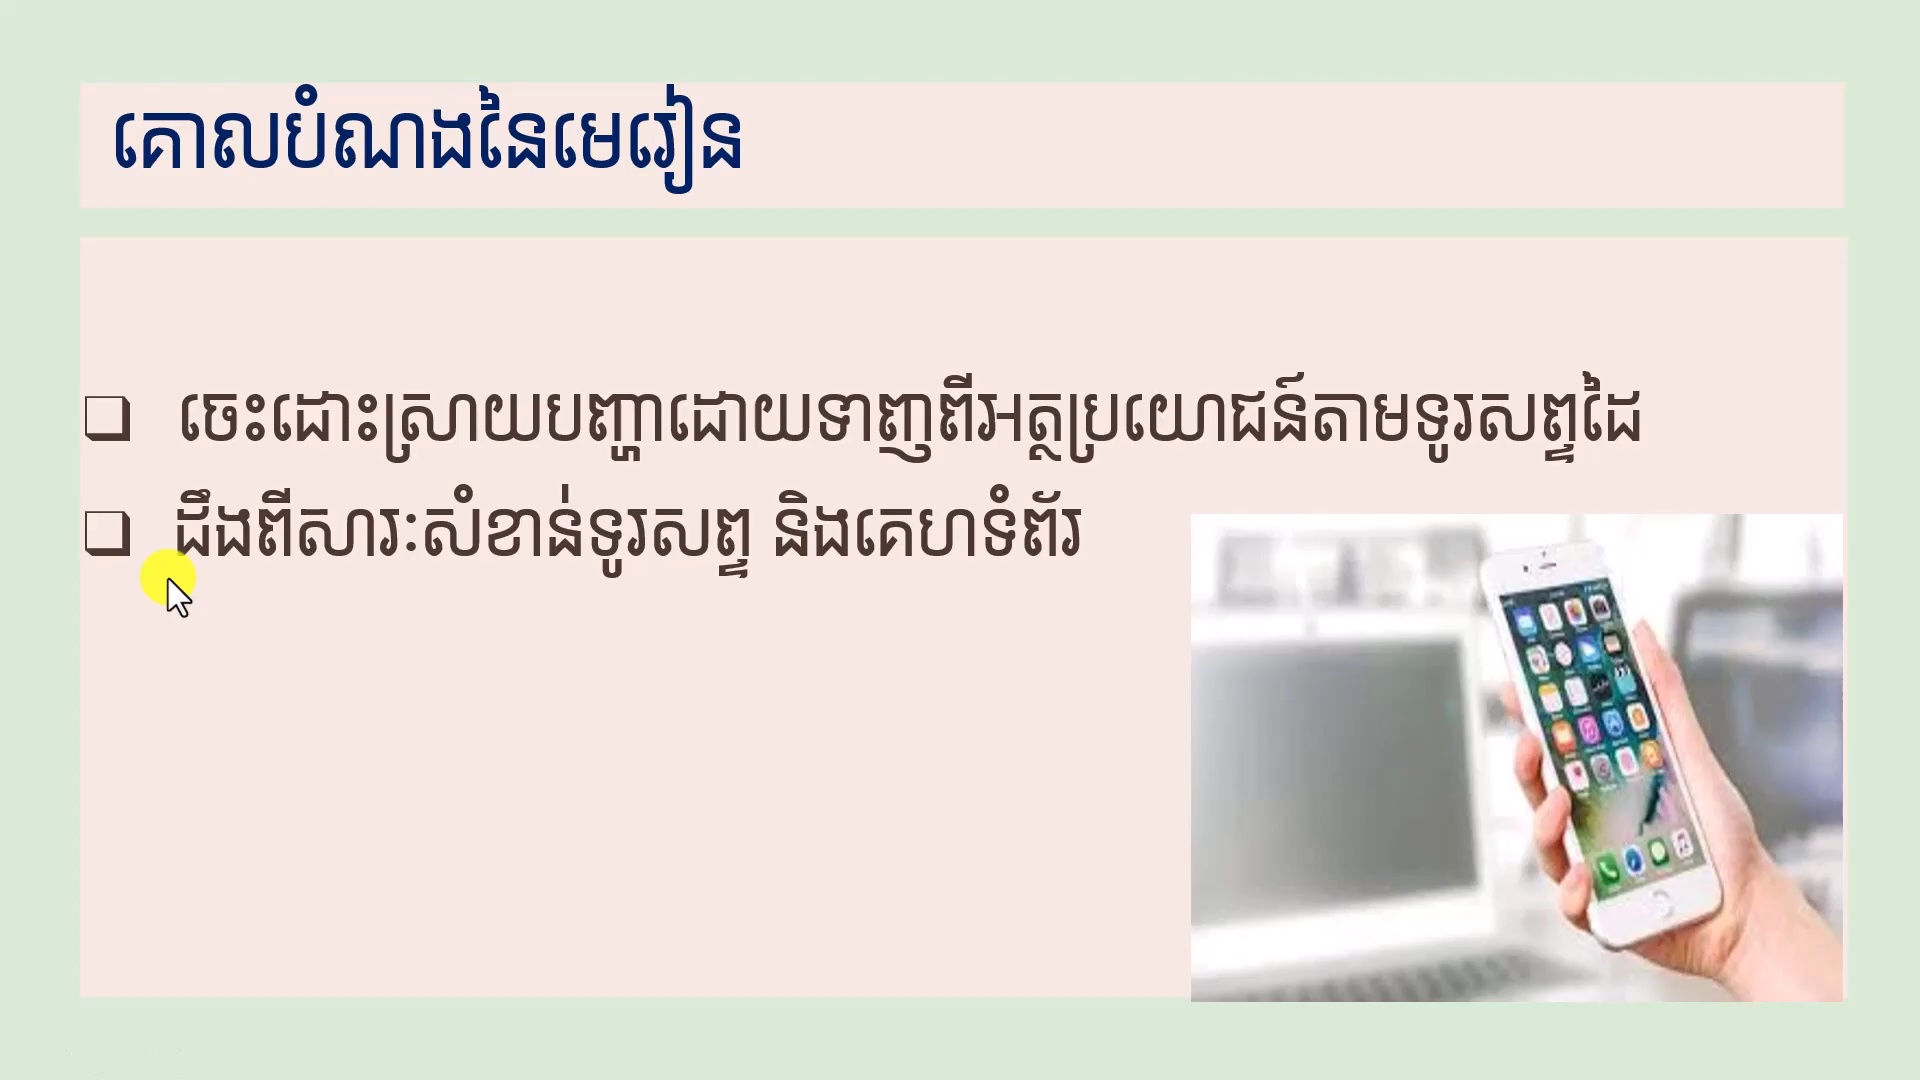 គោលបំណងនៃមេរៀន
ចេះដោះស្រាយបញ្ហាដោយទាញពីអត្ថប្រយោជន៍តាមទូរសព្ទដៃ
ដឹងពីសារៈសំខាន់ទូរសព្ទ និងគេហទំព័រ